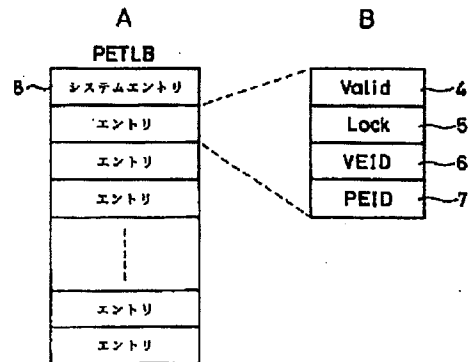 A
PETLB
8
システムエントリ
エントリ
エントリ
エントリ
エントリ
エントリ
B
Valid
4
Lock
5
VEID
6
PEID
7